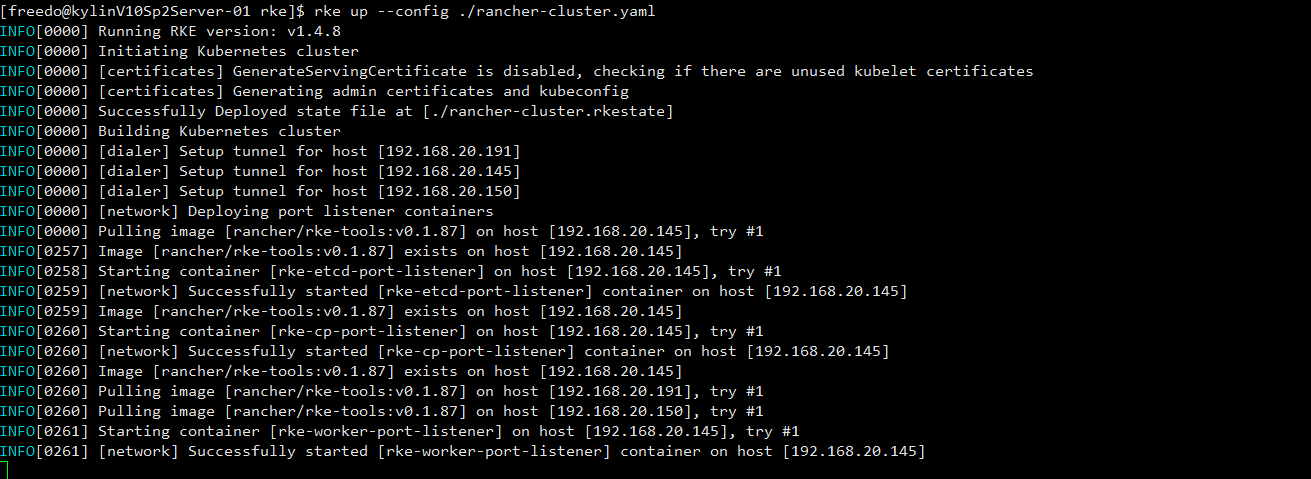 [freedo@kylinV10Sp2Server-01 rke]$ rke up --config ./rancher-cluster.yaml
INFO[0000] Running RKE version: v1.4.8
INFO[0000] Initiating Kubernetes cluster
INFO[0000] [certificates] GenerateServingCertificate is disabled, checking if there are unused kubelet certificates
INFO[0000] [certificates] Generating admin certificates and kubeconfig
INFO[0000] Successfully Deployed state file at [./rancher-cluster.rkestate]
INFO[0000] Building Kubernetes cluster
INFO[0000] [dialer] Setup tunnel for host [192.168.20.191]
INFO[0000] [dialer] Setup tunnel for host [192.168.20.145]
INFO[0000] [dialer] Setup tunnel for host [192.168.20.150]
INFO[0000] [network] Deploying port listener containers
INFO[0000] Pulling image [rancher/rke-tools:v0.1.87] on host [192.168.20.145], try #1
INFO[0257] Image [rancher/rke-tools:v0.1.87] exists on host [192.168.20.145]
INFO[0258] Starting container [rke-etcd-port-listener] on host [192.168.20.145], try #1
INFO[0259] [network] Successfully started [rke-etcd-port-listener] container on host [192.168.20.145]
INFO[0259] Image [rancher/rke-tools:v0.1.87] exists on host [192.168.20.145]
INFO[0260] Starting container [rke-cp-port-listener] on host [192.168.20.145], try #1
INFO[0260] [network] Successfully started [rke-cp-port-listener] container on host [192.168.20.145]
INFO[0260] Image [rancher/rke-tools:v0.1.87] exists on host [192.168.20.145]
INFO[0260] Pulling image [rancher/rke-tools:v0.1.87] on host [192.168.20.191], try #1
INFO[0260] Pulling image [rancher/rke-tools:v0.1.87] on host [192.168.20.150], try #1
INFO[0261] Starting container [rke-worker-port-listener] on host [192.168.20.145], try #1
INFO[0261] [network] Successfully started [rke-worker-port-listener] container on host [192.168.20.145]